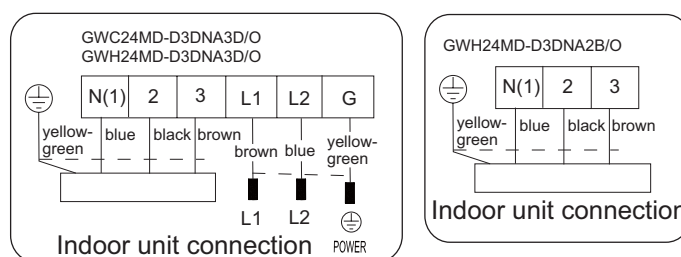 GWC24MD-D3DNA3D/O
GWH24MD-D3DNA3D/O
N(1) 2 3 L1 L2 G
yellow-green blue black brown brown blue yellow-green
L1 L2 POWER
Indoor unit connection
GWH24MD-D3DNA2B/O
N(1) 2 3
yellow-green blue black brown
Indoor unit connection